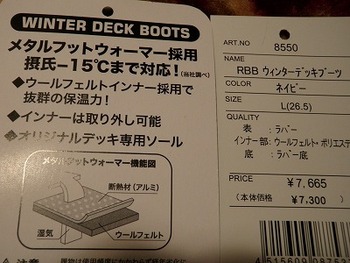 WINTER DECK BOOTS
メタルフットウォーマー採用
摂氏-15℃まで対応!(当社調べ)
◆ウールフェルトインナー採用で
抜群の保温力!
◆インナーは取り外し可能
◆オリジナルデッキ専用ソール
メタルフットウォーマー機能図
断熱材(アルミ)
湿気
ウールフェルト
ART.NO
8550
NAME
RBB ウィンターデッキブーツ
COLOR
ネイビー
SIZE
L(26.5)
QUALITY
表 : ラバー
インナー部: ウールフェルト・ポリエステ
底 : ラバー底
PRICE
¥7,665
(本体価格
¥7,300 )
4 515609 08752